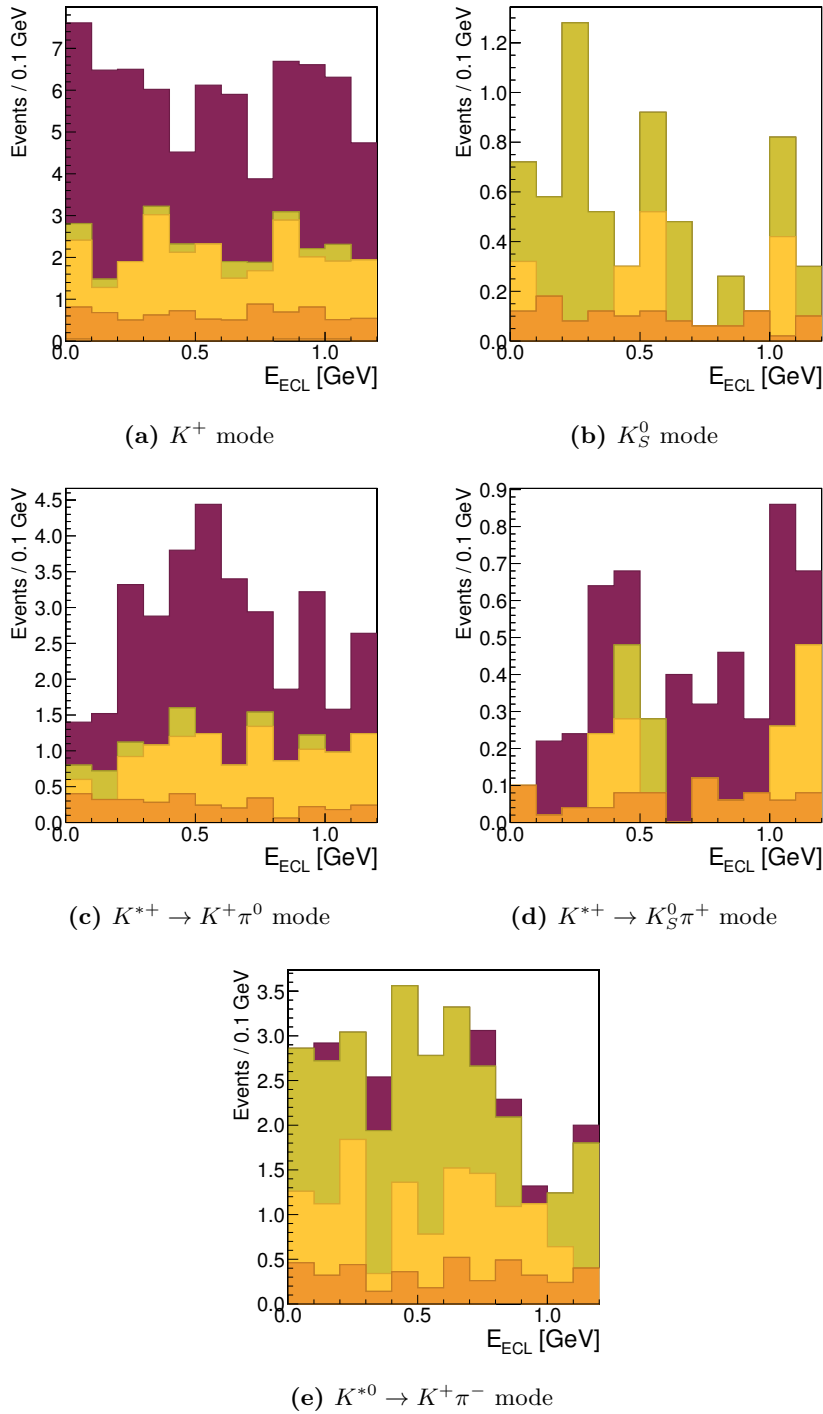 Events / 0.1 GeV
7
6
5
4
3
2
1
0
0.0 0.5 1.0
E_ECL [GeV]
(a) K^+ mode
Events / 0.1 GeV
1.2
1.0
0.8
0.6
0.4
0.2
0.0
0.0 0.5 1.0
E_ECL [GeV]
(b) K_S^0 mode
Events / 0.1 GeV
4.5
4.0
3.5
3.0
2.5
2.0
1.5
1.0
0.5
0.0
0.0 0.5 1.0
E_ECL [GeV]
(c) K^{*+} → K^+π^0 mode
Events / 0.1 GeV
0.9
0.8
0.7
0.6
0.5
0.4
0.3
0.2
0.1
0.0
0.0 0.5 1.0
E_ECL [GeV]
(d) K^{*+} → K_S^0π^+ mode
Events / 0.1 GeV
3.5
3.0
2.5
2.0
1.5
1.0
0.5
0.0
0.0 0.5 1.0
E_ECL [GeV]
(e) K^{*0} → K^+π^- mode